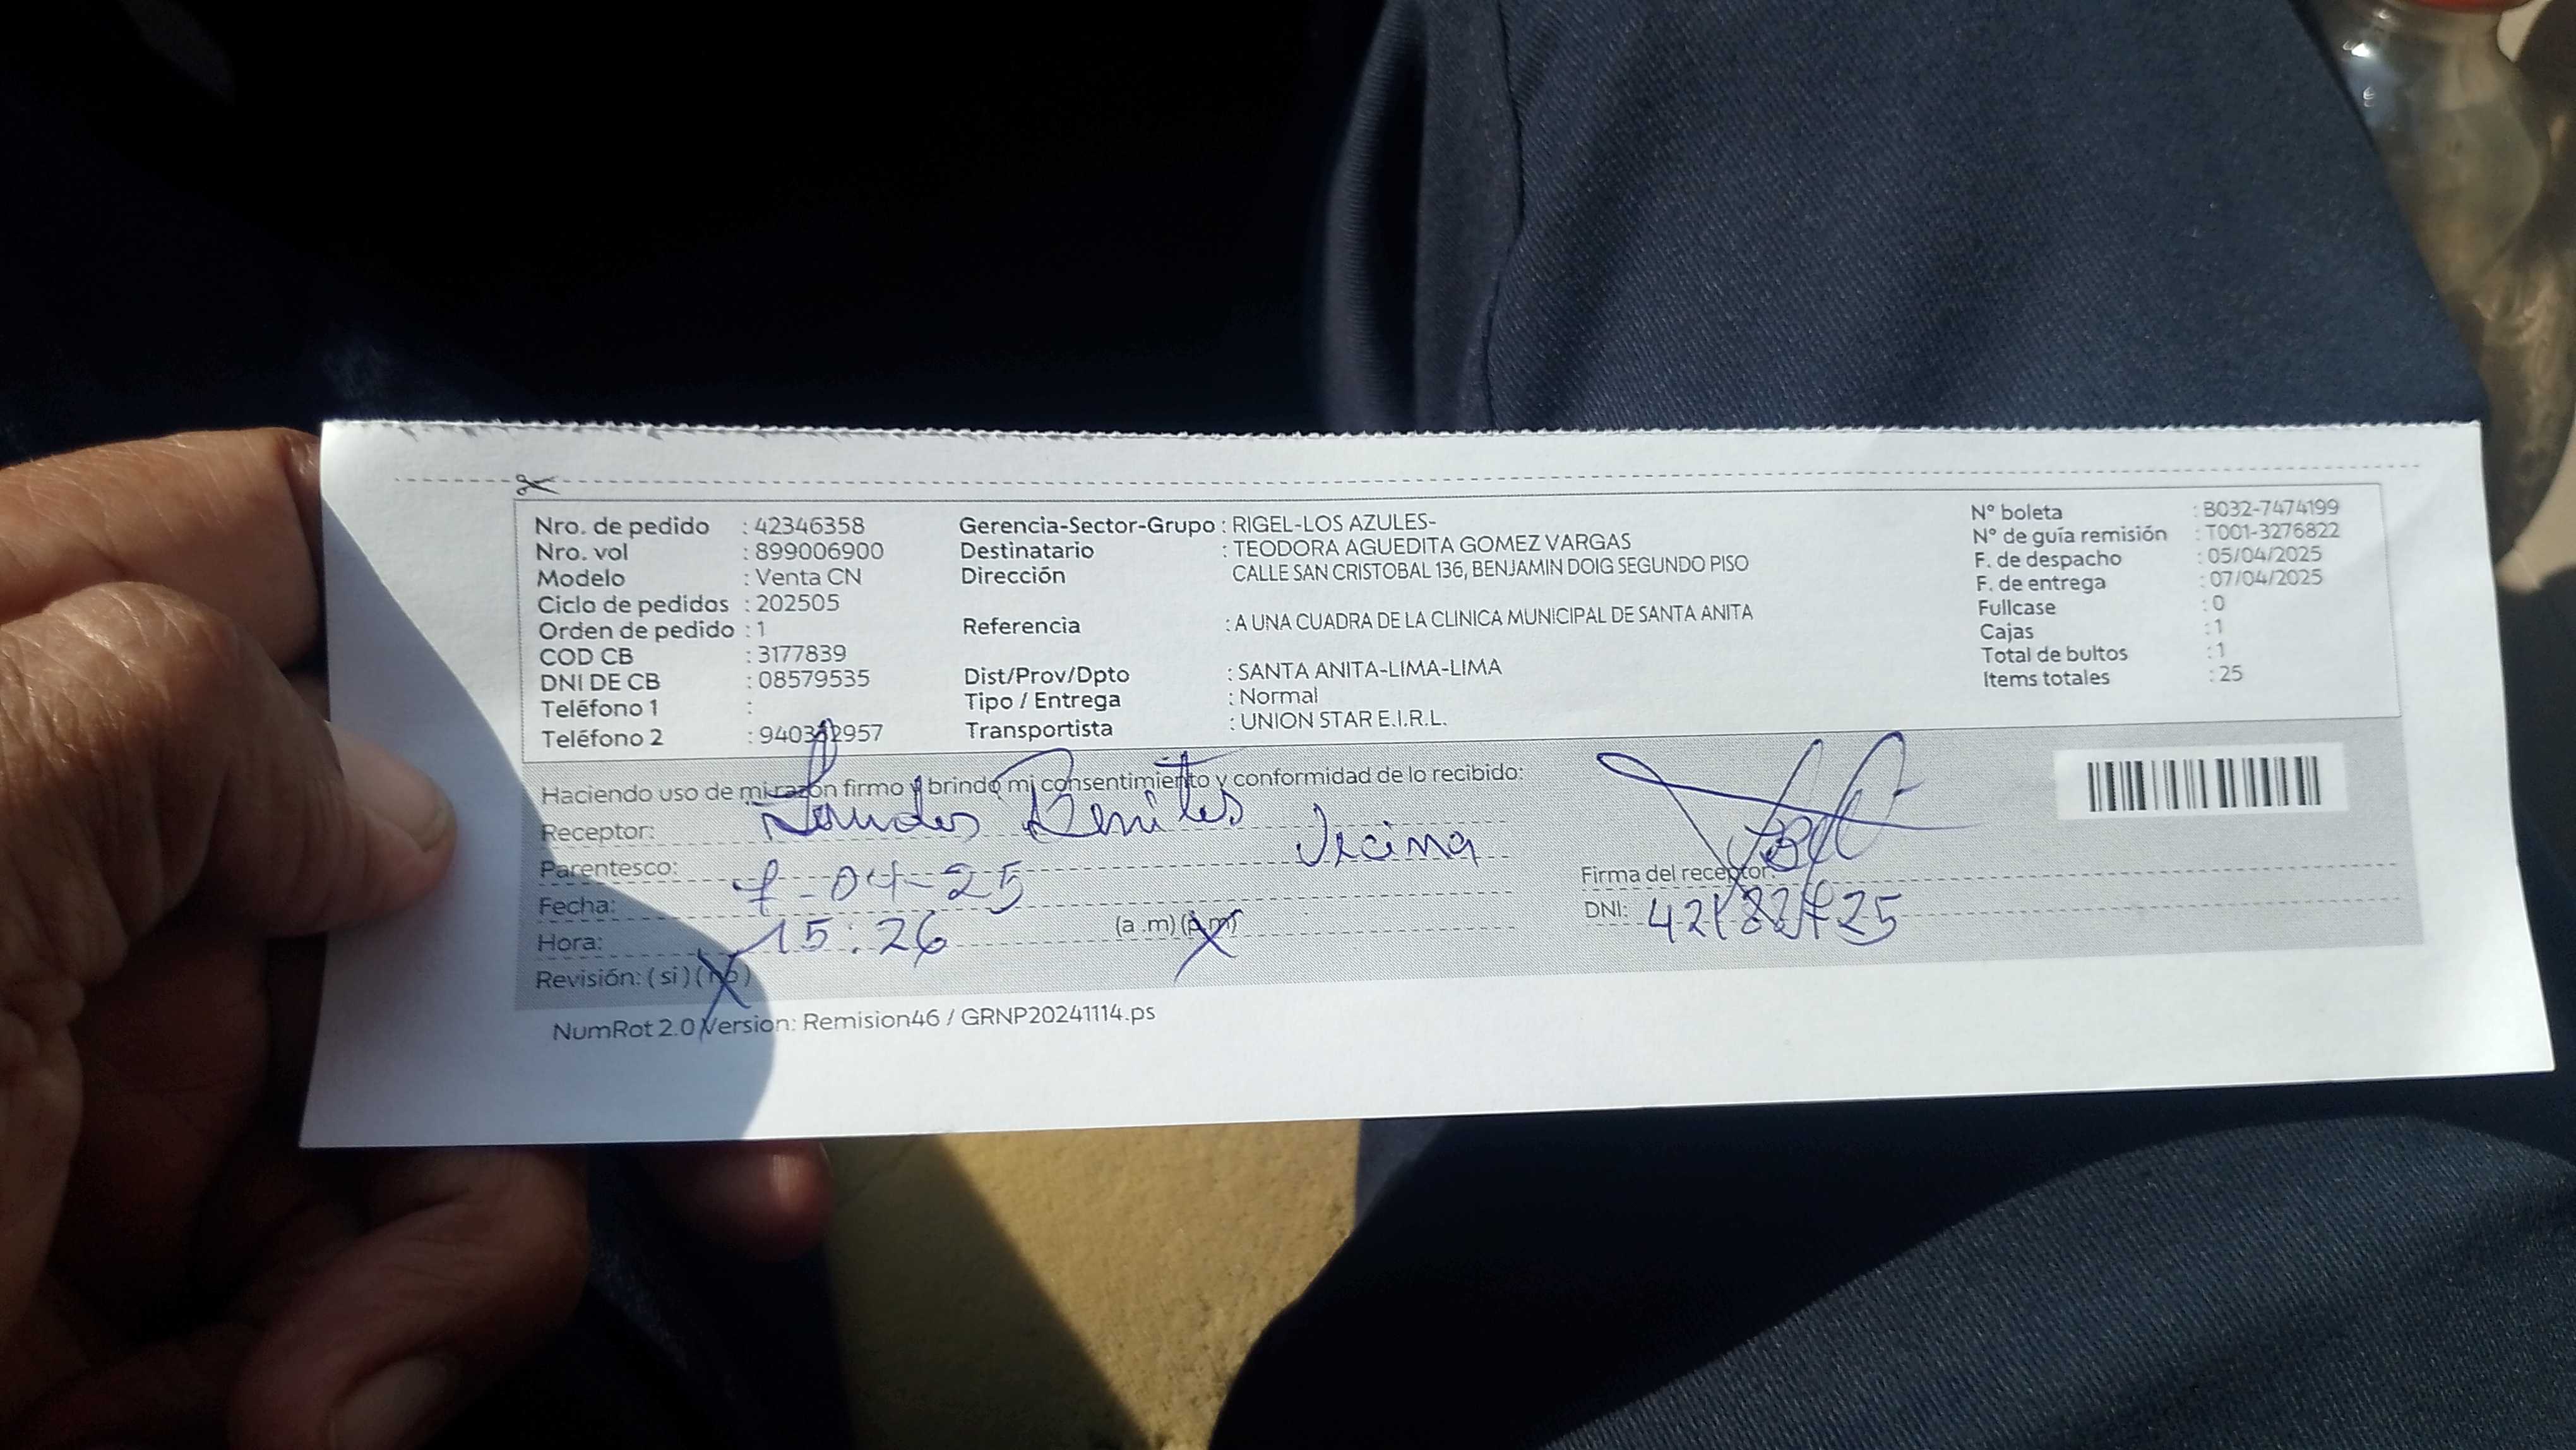 Nro. de pedido : 42346358
Nro. vol : 899006900
Modelo : Venta CN
Ciclo de pedidos : 202505
Orden de pedido : 1
COD CB : 3177839
DNI DE CB : 08579535
Teléfono 1 :
Teléfono 2 : 940342957
Gerencia-Sector-Grupo : RIGEL-LOS AZULES-
Destinatario : TEODORA AGUEDITA GOMEZ VARGAS
Dirección CALLE SAN CRISTOBAL 136, BENJAMIN DOIG SEGUNDO PISO
Referencia : A UNA CUADRA DE LA CLINICA MUNICIPAL DE SANTA ANITA
Dist/Prov/Dpto : SANTA ANITA-LIMA-LIMA
Tipo / Entrega : Normal
Transportista : UNION STAR E.I.R.L.
N° boleta : B032-7474199
N° de guía remisión : T001-3276822
F. de despacho : 05/04/2025
F. de entrega : 07/04/2025
Fullcase : 0
Cajas : 1
Total de bultos : 1
Items totales : 25
Haciendo uso de mi razón firmo y brindo mi consentimiento y conformidad de lo recibido:
Receptor: Benites
Parentesco: Vecina
Fecha: 7-04-25
Hora: 15:26 (a .m) (p.m)
Revisión: (si) (no)
Firma del receptor
DNI:
NumRot 2.0 Version: Remision46 / GRNP20241114.ps